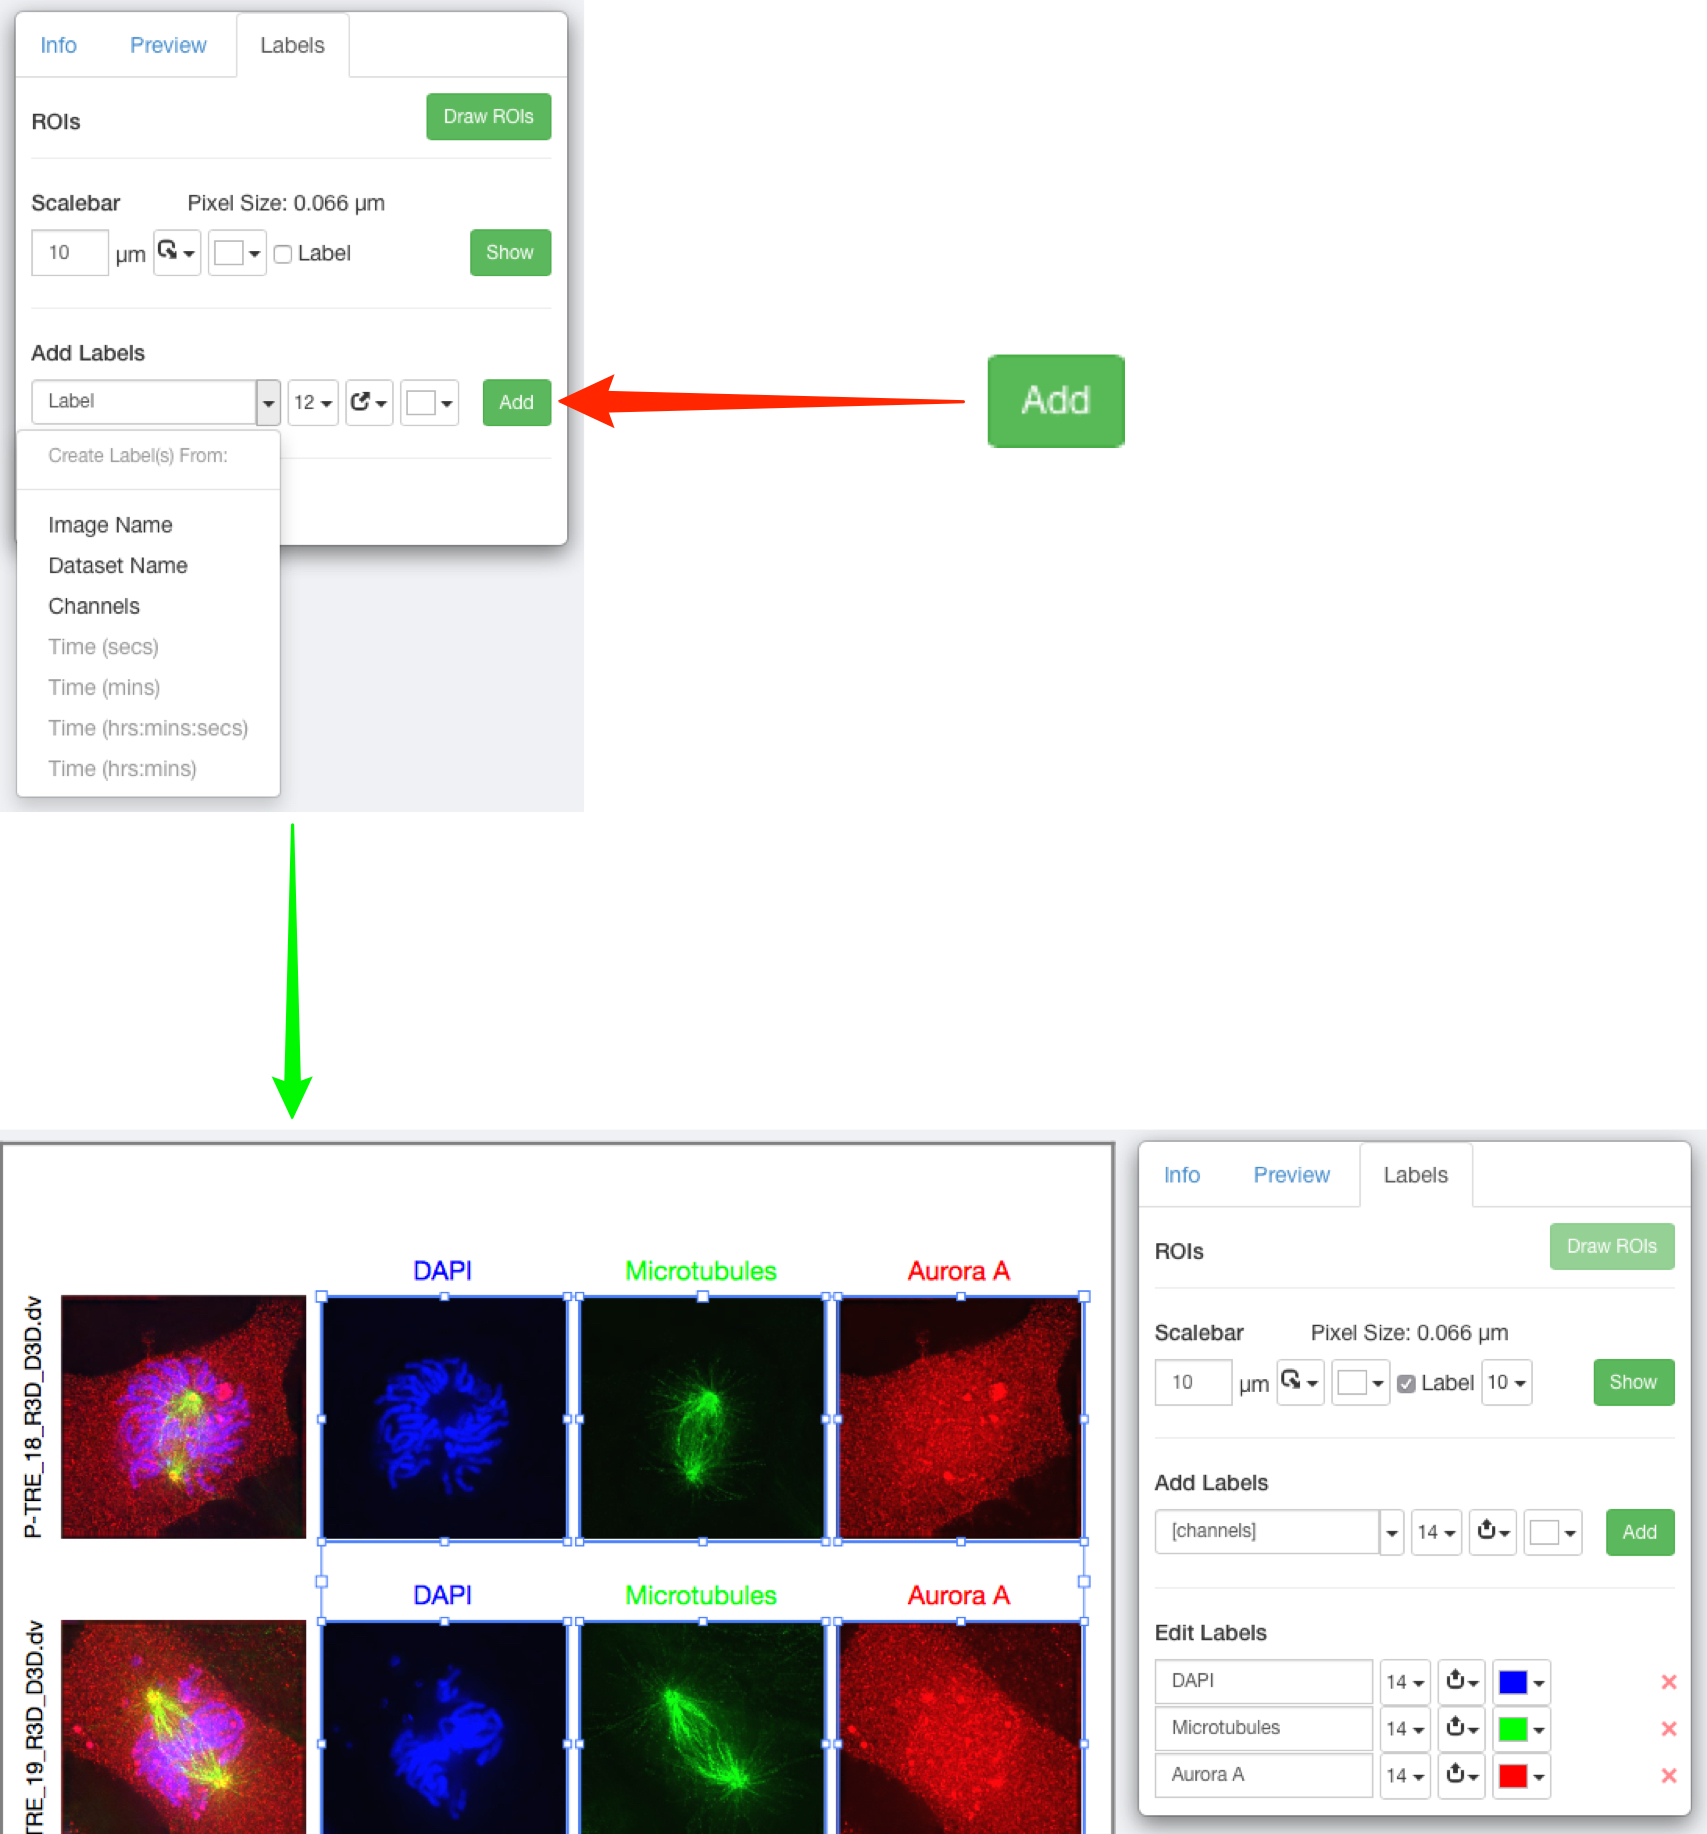 Info Preview Labels
ROIs Draw ROIs
Scalebar Pixel Size: 0.066 µm
10 µm Label Show
Add Labels
Label 12 Add
Add
Create Label(s) From:
Image Name
Dataset Name
Channels
Time (secs)
Time (mins)
Time (hrs:mins:secs)
Time (hrs:mins)
DAPI Microtubules Aurora A
P-TRE_18_R3D_D3D.dv
DAPI Microtubules Aurora A
TRE_19_R3D_D3D.dv
Info Preview Labels
ROIs Draw ROIs
Scalebar Pixel Size: 0.066 µm
10 µm Label 10 Show
Add Labels
[channels] 14 Add
Edit Labels
DAPI 14
Microtubules 14
Aurora A 14